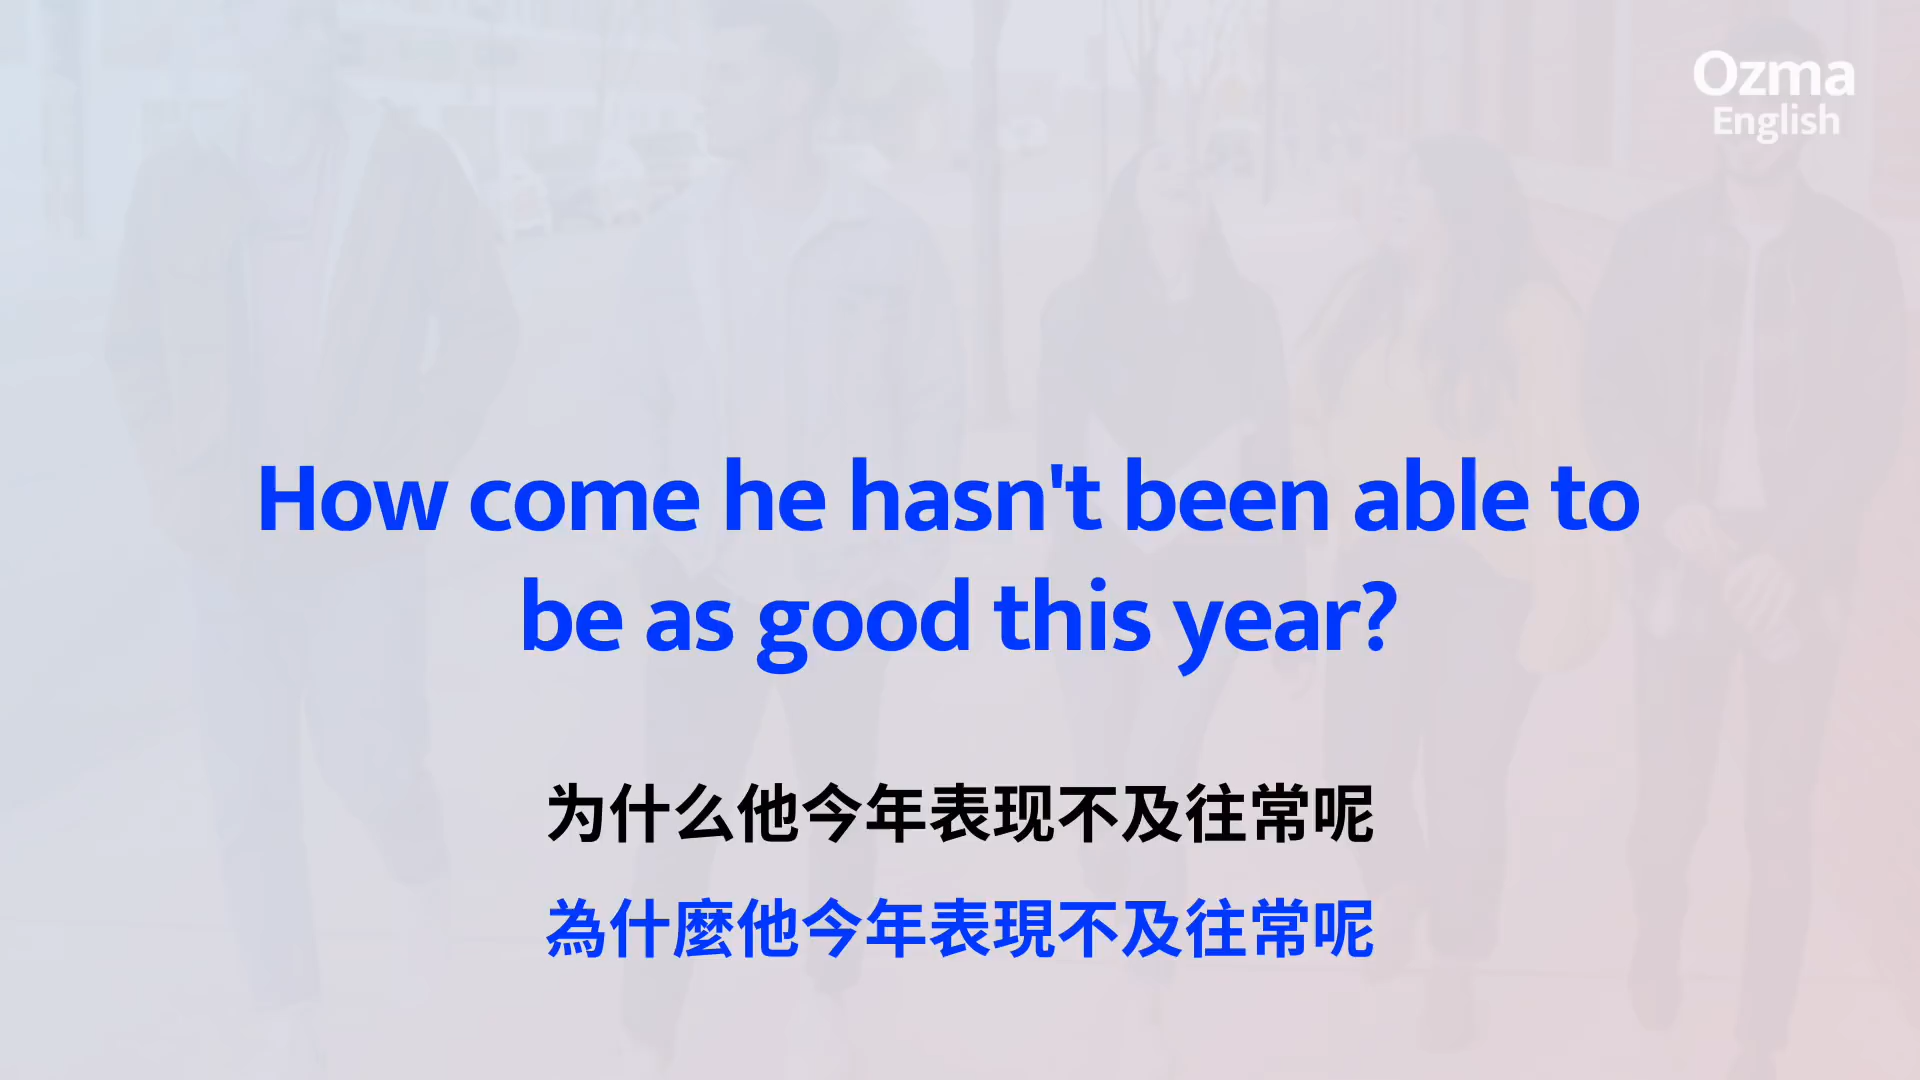 Ozma
English
How come he hasn't been able to
be as good this year?
为什么他今年表现不及往常呢
為什麼他今年表現不及往常呢